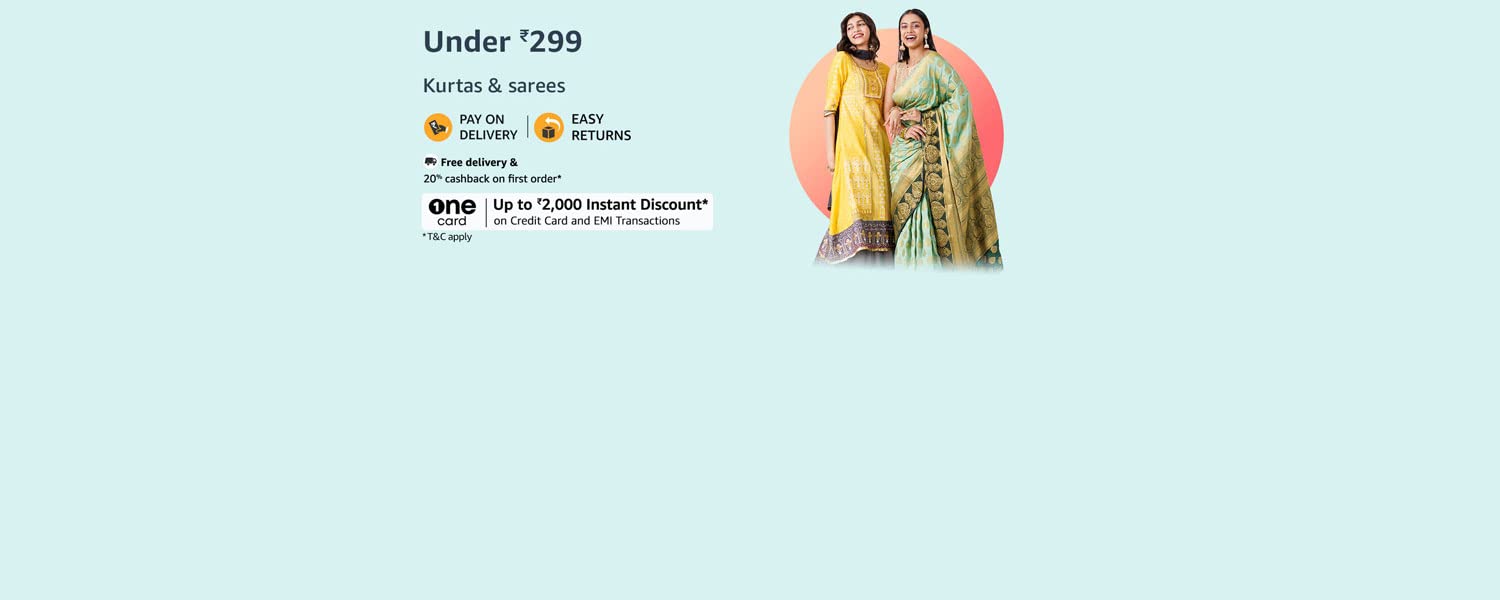 Under ₹299
Kurtas & sarees
PAY ON
DELIVERY
EASY
RETURNS
Free delivery &
20% cashback on first order*
one
card
Up to ₹2,000 Instant Discount*
on Credit Card and EMI Transactions
*T&C apply